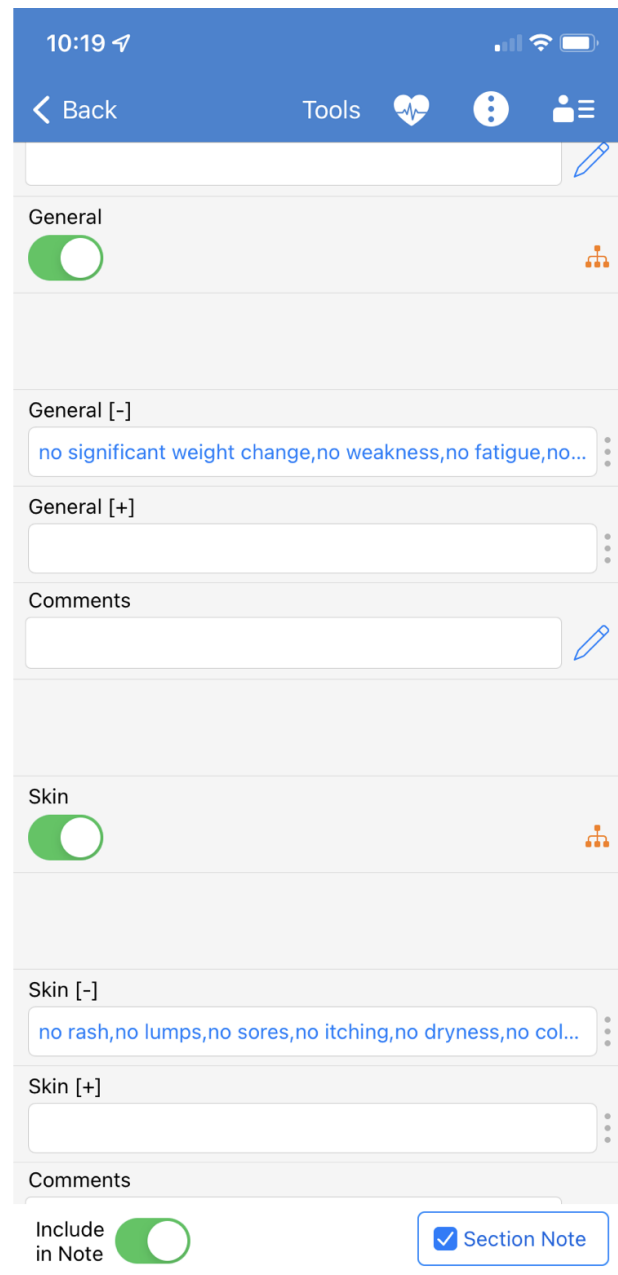 10:19
Back
Tools
General
General [-]
no significant weight change,no weakness,no fatigue,no...
General [+]
Comments
Skin
Skin [-]
no rash,no lumps,no sores,no itching,no dryness,no col...
Skin [+]
Comments
Include
in Note
Section Note